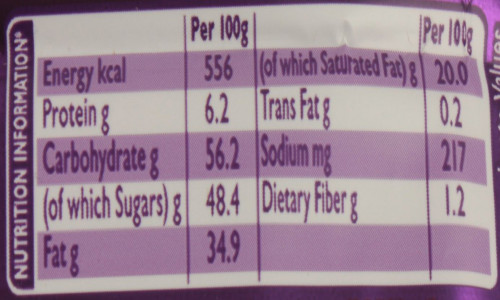 NUTRITION INFORMATION*
Per 100g Per 100g
Energy kcal 556 (of which Saturated Fat) g 20.0
Protein g 6.2 Trans Fat g 0.2
Carbohydrate g 56.2 Sodium mg 217
(of which Sugars) g 48.4 Dietary Fiber g 1.2
Fat g 34.9
Values